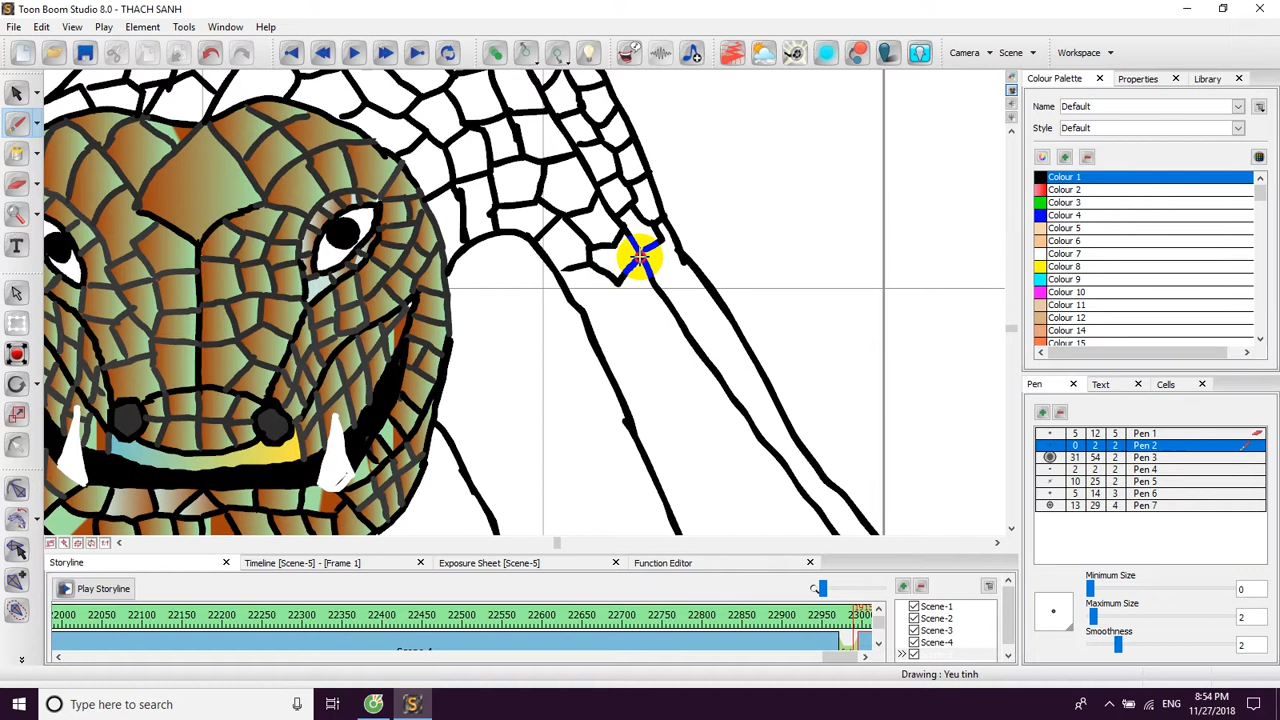 Toon Boom Studio 8.0 - THACH SANH
File Edit View Play Element Tools Window Help
Camera Scene Workspace
Colour Palette Properties Library
Name Default
Style Default
Colour 1
Colour 2
Colour 3
Colour 4
Colour 5
Colour 6
Colour 7
Colour 8
Colour 9
Colour 10
Colour 11
Colour 12
Colour 14
Colour 15
Pen Text Cells
5 12 5 Pen 1
0 2 2 Pen 2
31 54 2 Pen 3
2 2 2 Pen 4
10 25 2 Pen 5
5 14 3 Pen 6
13 29 4 Pen 7
Minimum Size
0
Maximum Size
2
Smoothness
2
Storyline Timeline [Scene-5] - [Frame 1] Exposure Sheet [Scene-5] Function Editor
Play Storyline
22050 22100 22150 22200 22250 22300 22350 22400 22450 22500 22550 22600 22650 22700 22750 22800 22850 22900
Scene-1
Scene-2
Scene-3
Scene-4
Drawing : Yeu tinh
Type here to search
ENG
8:54 PM
11/27/2018